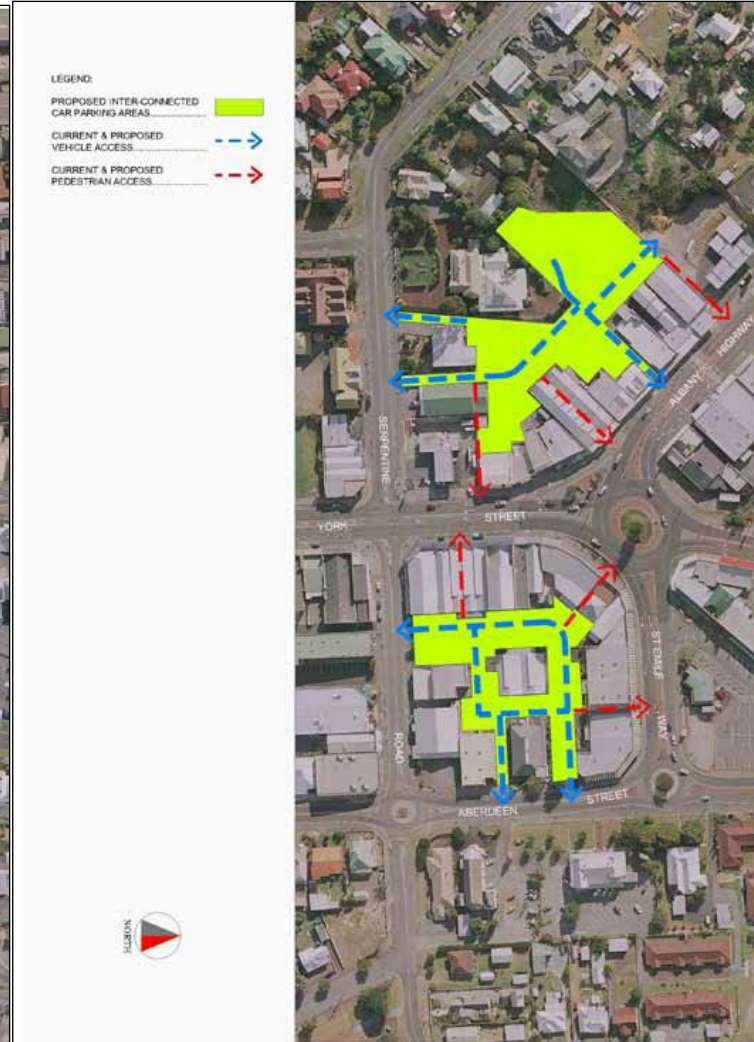 LEGEND:
PROPOSED INTER-CONNECTED
CAR PARKING AREAS
CURRENT & PROPOSED
VEHICLE ACCESS
CURRENT & PROPOSED
PEDESTRIAN ACCESS
ALBANY HIGHWAY
SERPENTINE
YORK
STREET
ST EMILE WAY
ROAD
ABERDEEN
STREET
NORTH